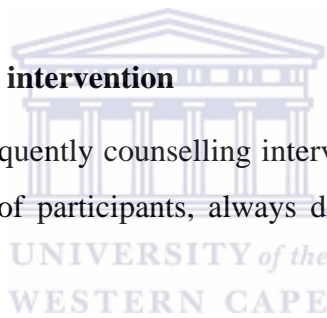 intervention
quently counselling interv
of participants, always d
UNIVERSITY of the
WESTERN CAPE